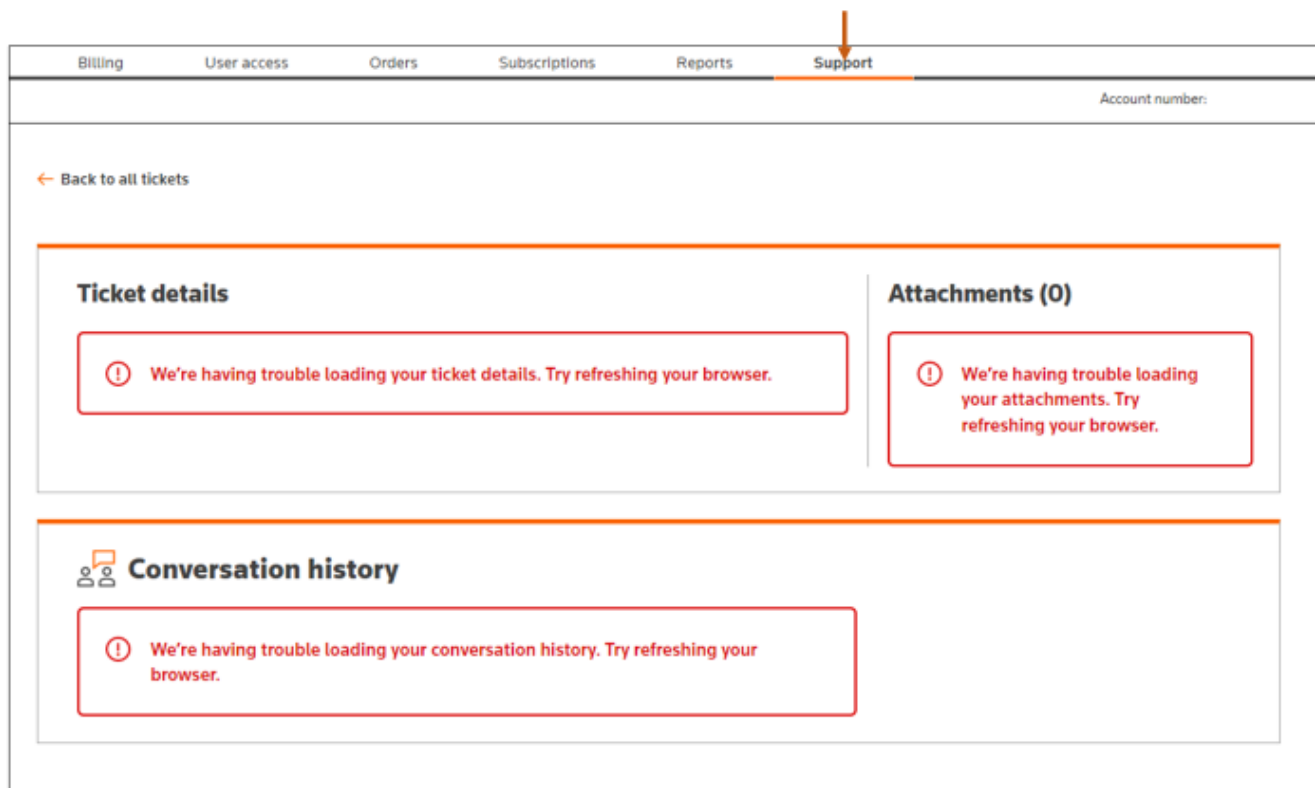 Billing User access Orders Subscriptions Reports Support
Account number:
← Back to all tickets
Ticket details
We're having trouble loading your ticket details. Try refreshing your browser.
Attachments (0)
We're having trouble loading
your attachments. Try
refreshing your browser.
Conversation history
We're having trouble loading your conversation history. Try refreshing your
browser.